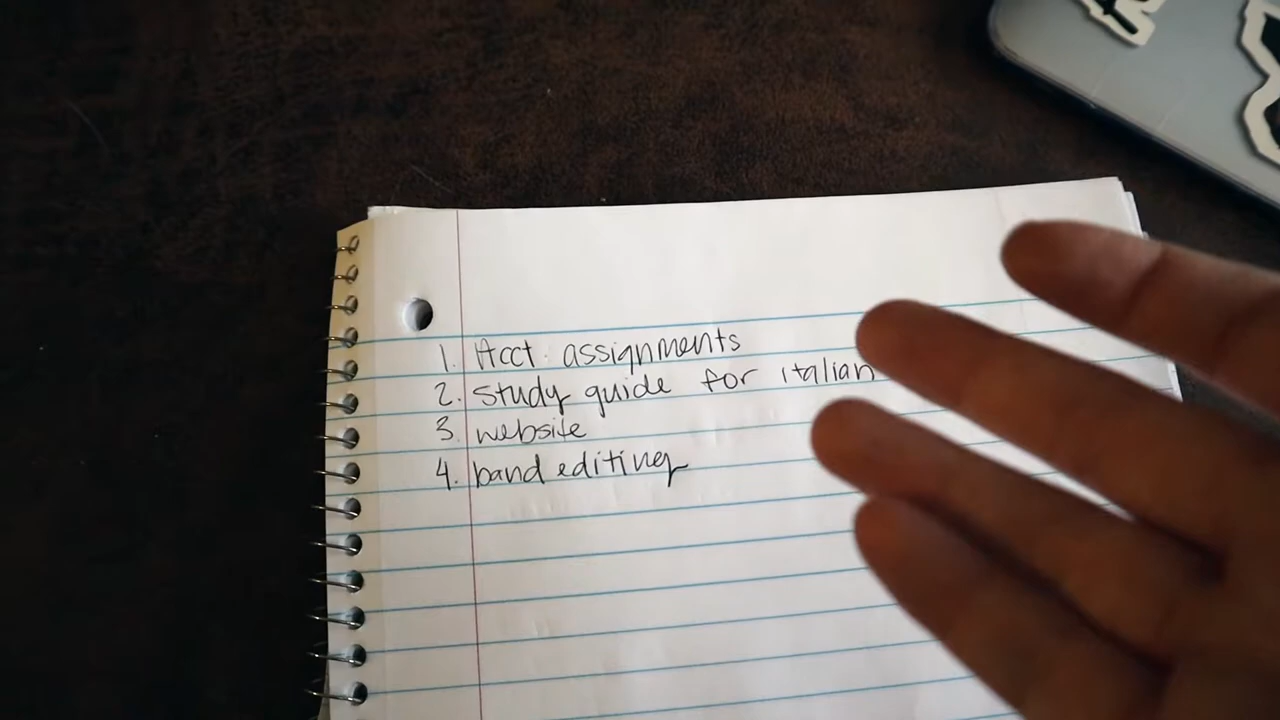 1. Acct. assignments
2. study guide for italian
3. website
4. band editing